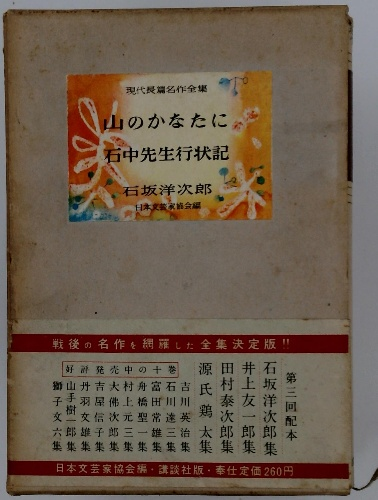 現代長篇名作全集
山のかなたに
石中先生行状記
石坂洋次郎
日本文芸家協会編
戦後の名作を網羅した全集決定版!!
第三回配本
石坂洋次郎集
井上友一郎集
田村泰次郎集
源氏鶏太集
好評発売中の十巻
吉川英治集
石川達三集
富田常雄集
舟橋聖一集
村上元三集
大佛次郎集
吉屋信子集
丹羽文雄集
山手樹一郎集
獅子文六集
日本文芸家協会編・講談社版・奉仕定価260円